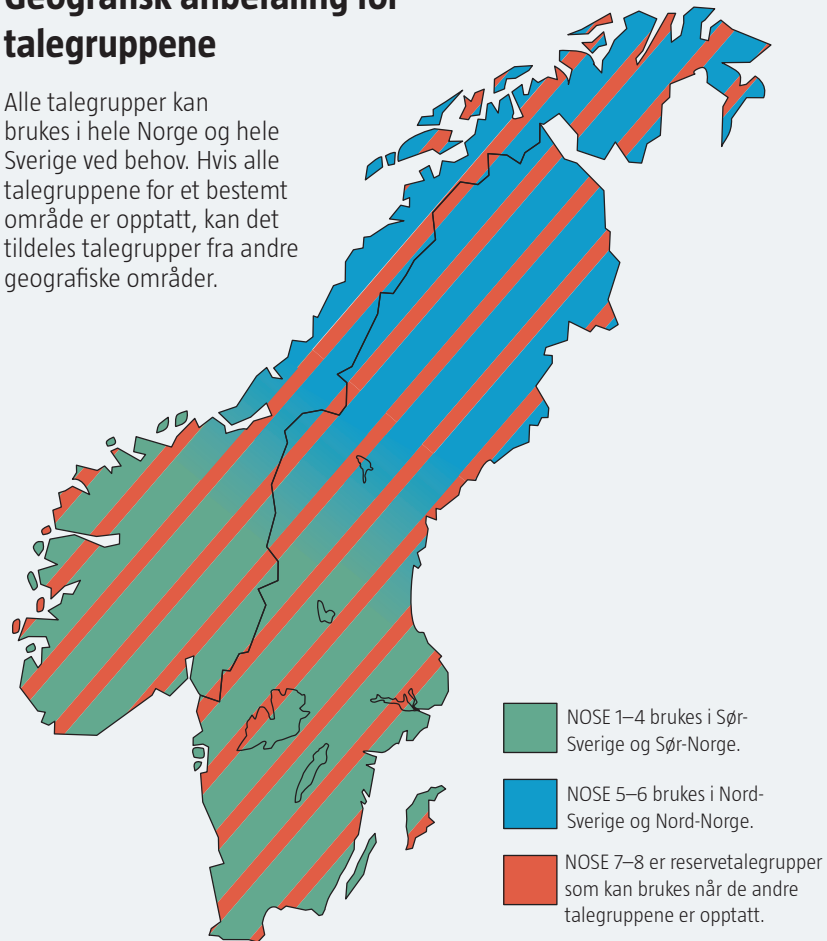 Geografisk anbefaling for
talegruppene
Alle talegrupper kan
brukes i hele Norge og hele
Sverige ved behov. Hvis alle
talegruppene for et bestemt
område er opptatt, kan det
tildeles talegrupper fra andre
geografiske områder.
NOSE 1–4 brukes i Sør-
Sverige og Sør-Norge.
NOSE 5–6 brukes i Nord-
Sverige og Nord-Norge.
NOSE 7–8 er reservetalegrupper
som kan brukes når de andre
talegruppene er opptatt.